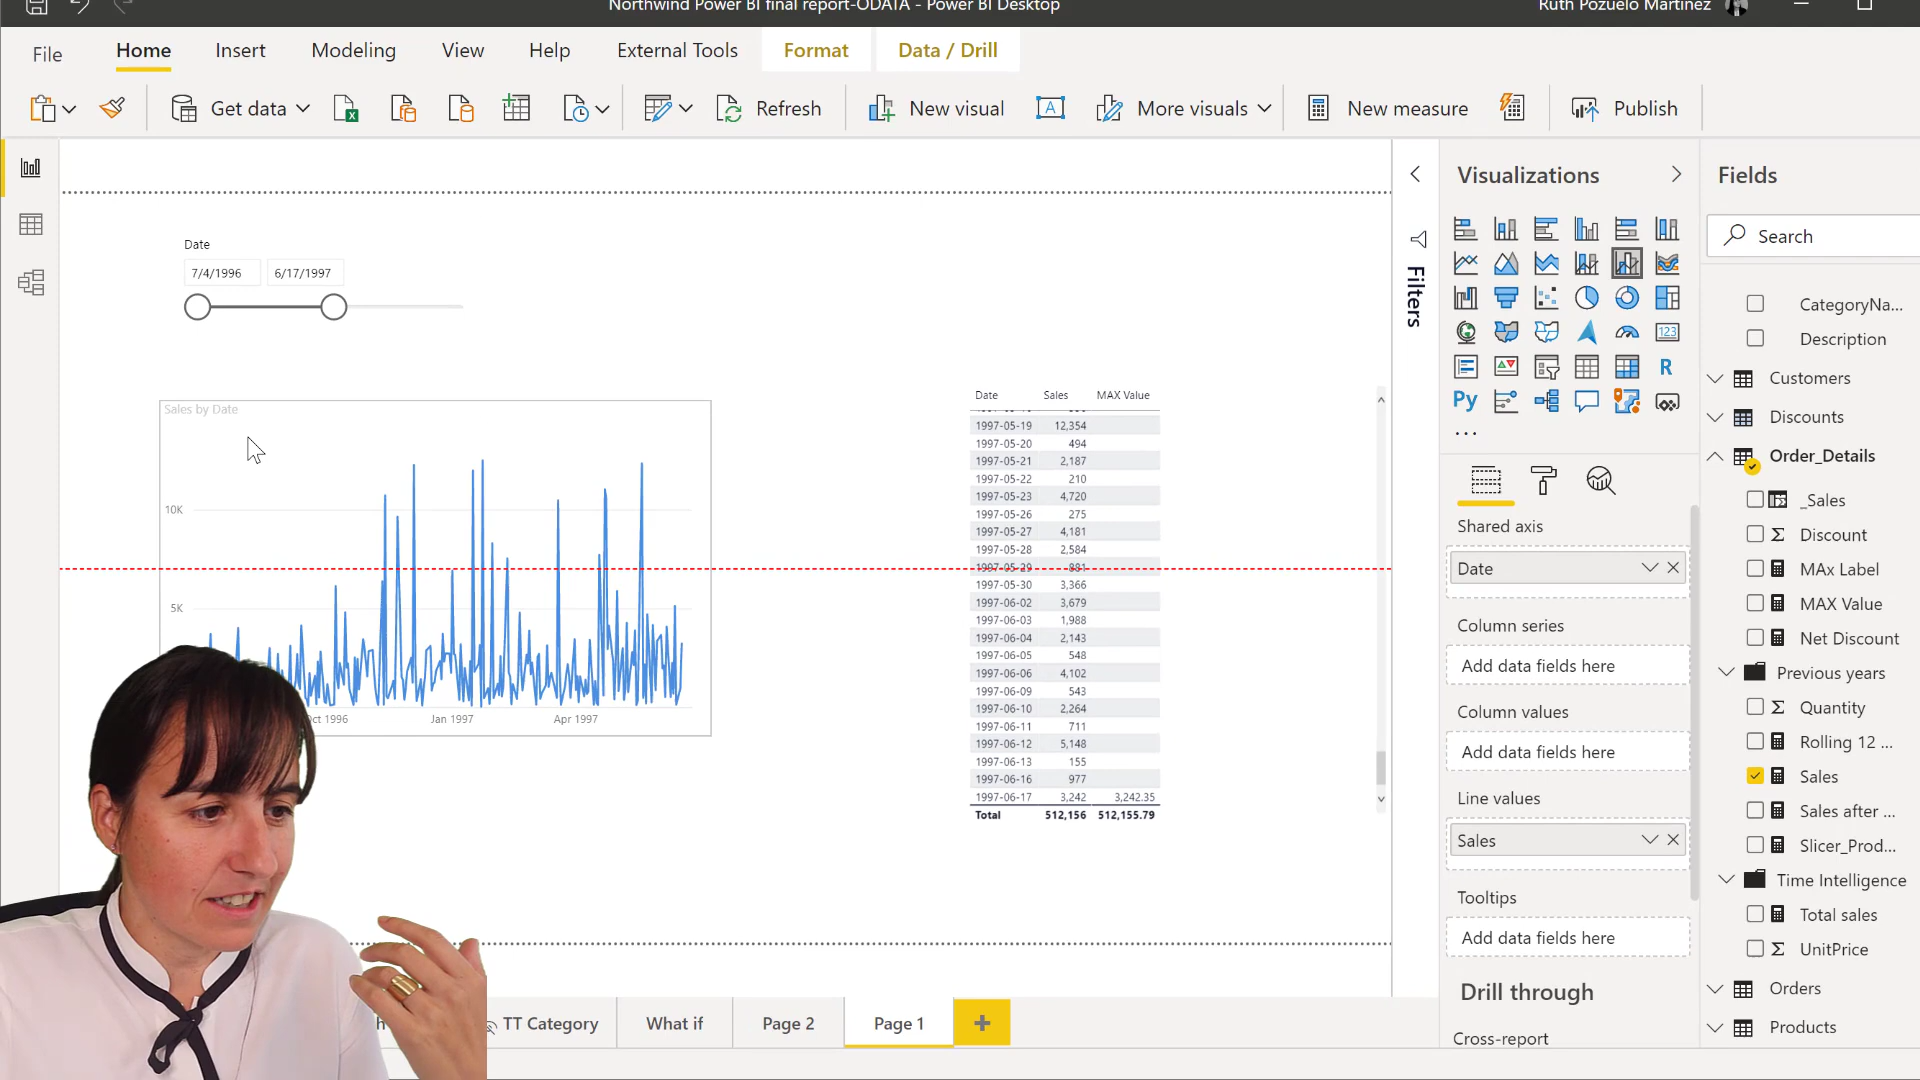 Northwind Power BI final report-ODATA - Power BI Desktop
Ruth Pozuelo Martinez
File
Home
Insert
Modeling
View
Help
External Tools
Format
Data / Drill
Get data
Refresh
New visual
A
More visuals
New measure
Publish
Date
7/4/1996
6/17/1997
Sales by Date
10K
5K
Oct 1996
Jan 1997
Apr 1997
Date Sales MAX Value
1997-05-19 12,354
1997-05-20 494
1997-05-21 2,187
1997-05-22 210
1997-05-23 4,720
1997-05-26 275
1997-05-27 4,181
1997-05-28 2,584
1997-05-29 881
1997-05-30 3,366
1997-06-02 3,679
1997-06-03 1,988
1997-06-04 2,143
1997-06-05 548
1997-06-06 4,102
1997-06-09 543
1997-06-10 2,264
1997-06-11 711
1997-06-12 5,148
1997-06-13 155
1997-06-16 977
1997-06-17 3,242 3,242.35
Total 512,156 512,155.79
TT Category
What if
Page 2
Page 1
Filters
Visualizations
123
R
Py
Shared axis
Date
Column series
Add data fields here
Column values
Add data fields here
Line values
Sales
Tooltips
Add data fields here
Drill through
Cross-report
Fields
Search
CategoryNa...
Description
Customers
Discounts
Order_Details
_Sales
Discount
MAx Label
MAX Value
Net Discount
Previous years
Quantity
Rolling 12 ...
Sales
Sales after ...
Slicer_Prod...
Time Intelligence
Total sales
UnitPrice
Orders
Products